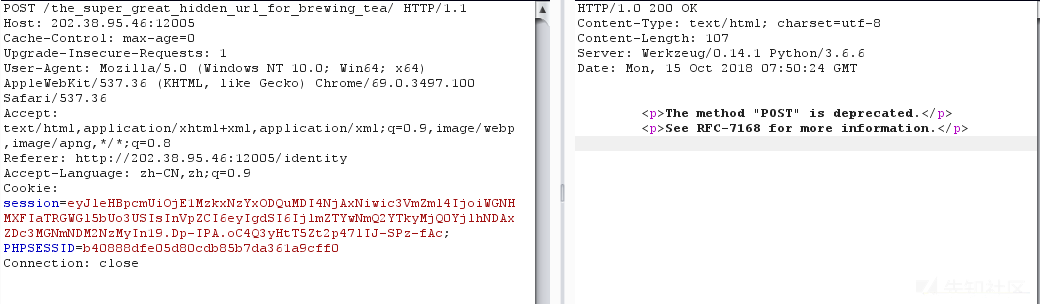 POST /the_super_great_hidden_url_for_brewing_tea/ HTTP/1.1
Host: 202.38.95.46:12005
Cache-Control: max-age=0
Upgrade-Insecure-Requests: 1
User-Agent: Mozilla/5.0 (Windows NT 10.0; Win64; x64)
AppleWebKit/537.36 (KHTML, like Gecko) Chrome/69.0.3497.100
Safari/537.36
Accept:
text/html,application/xhtml+xml,application/xml;q=0.9,image/webp
,image/apng,*/*;q=0.8
Referer: http://202.38.95.46:12005/identity
Accept-Language: zh-CN,zh;q=0.9
Cookie:
session=eyJleHBpcmUiOjE1MzkxNzYxODQuMDI4NjAxNiwic3VmZml4IjoiWGNH
MXFIaTRGWGl5bUo3USIsInVpZCI6eyIgdSI6IjlmZTYwNmQ2YTkyMjQ0YjlhNDAx
ZDc3MGNmNDM2NzMyIn19.Dp-IPA.oC4Q3yHtT5Zt2p471IJ-SPz-fAc;
PHPSESSID=b40888dfe05d80cdb85b7da361a9cff0
Connection: close
HTTP/1.0 200 OK
Content-Type: text/html; charset=utf-8
Content-Length: 107
Server: Werkzeug/0.14.1 Python/3.6.6
Date: Mon, 15 Oct 2018 07:50:24 GMT
<p>The method "POST" is deprecated.</p>
<p>See RFC-7168 for more information.</p>
先知社区